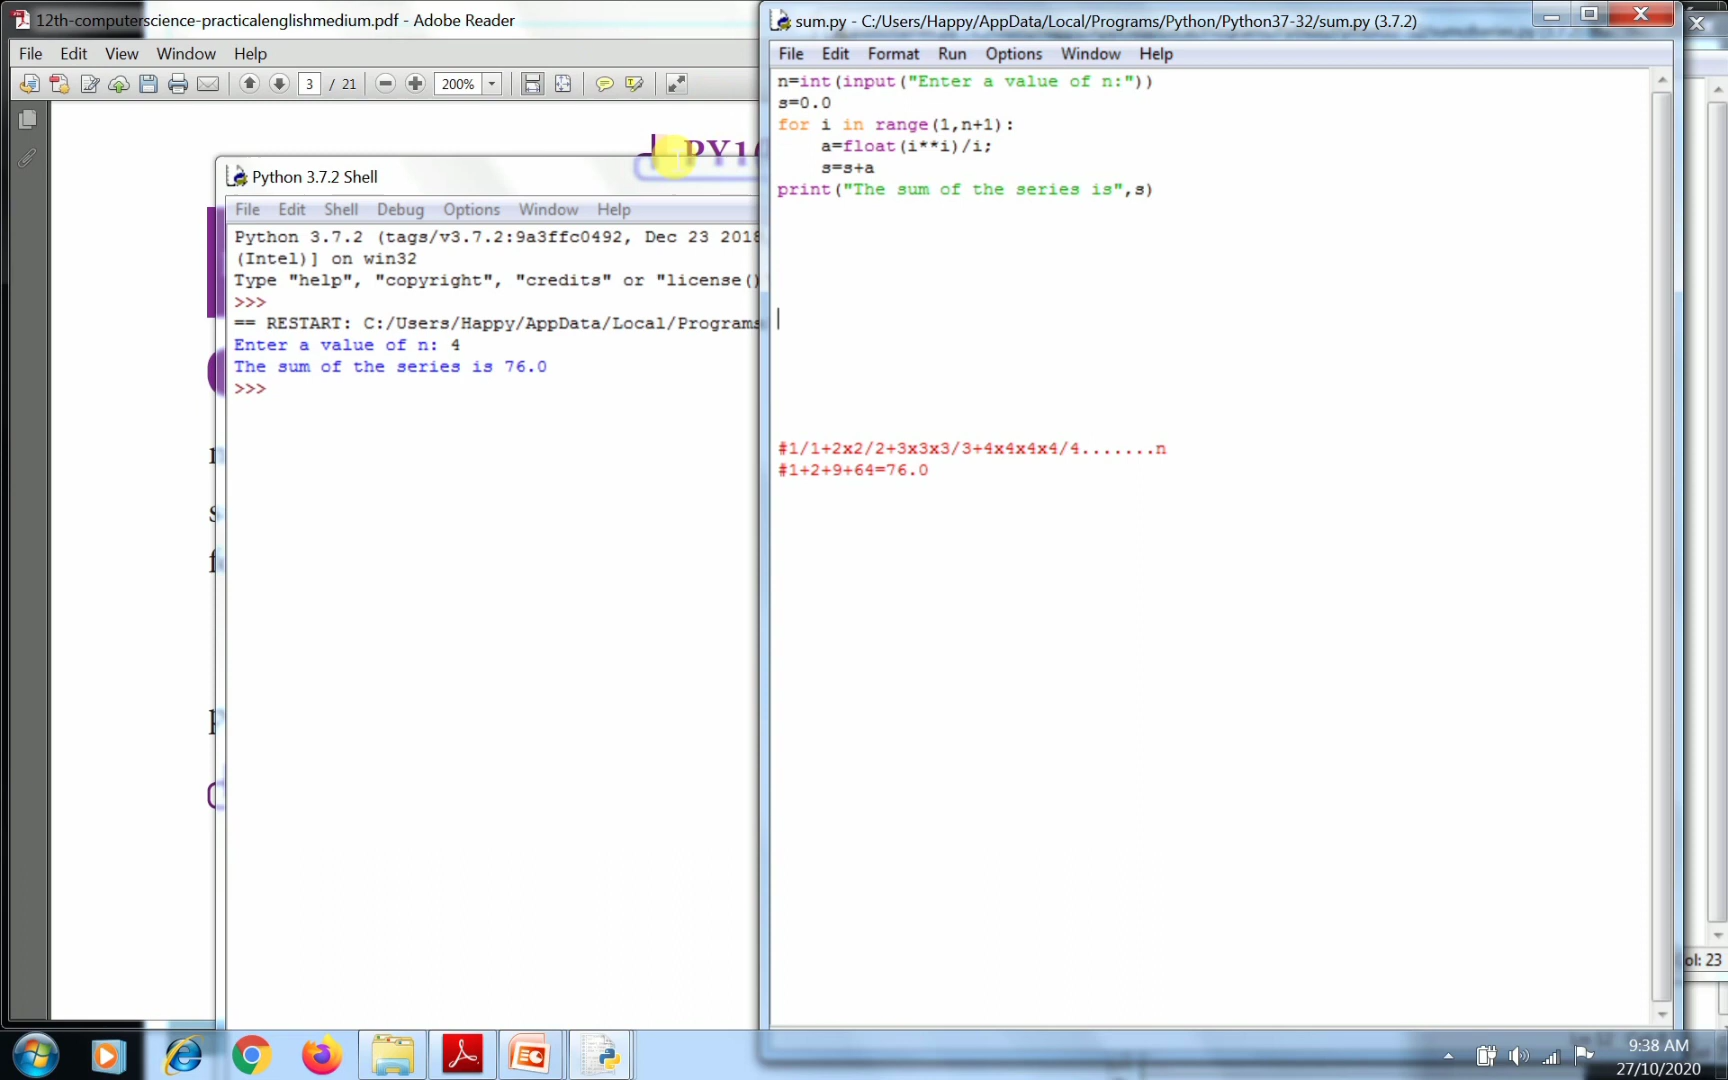 12th-computerscience-practicalenglishmedium.pdf - Adobe Reader
File Edit View Window Help
3 / 21 200%
PY1
Python 3.7.2 Shell
File Edit Shell Debug Options Window Help
Python 3.7.2 (tags/v3.7.2:9a3ffc0492, Dec 23 2018
(Intel)] on win32
Type "help", "copyright", "credits" or "license()
>>>
== RESTART: C:/Users/Happy/AppData/Local/Programs
Enter a value of n: 4
The sum of the series is 76.0
>>>
sum.py - C:/Users/Happy/AppData/Local/Programs/Python/Python37-32/sum.py (3.7.2)
File Edit Format Run Options Window Help
n=int(input("Enter a value of n:"))
s=0.0
for i in range(1,n+1):
    a=float(i**i)/i;
    s=s+a
print("The sum of the series is",s)
#1/1+2x2/2+3x3x3/3+4x4x4x4/4.......n
#1+2+9+64=76.0
ol: 23
9:38 AM
27/10/2020